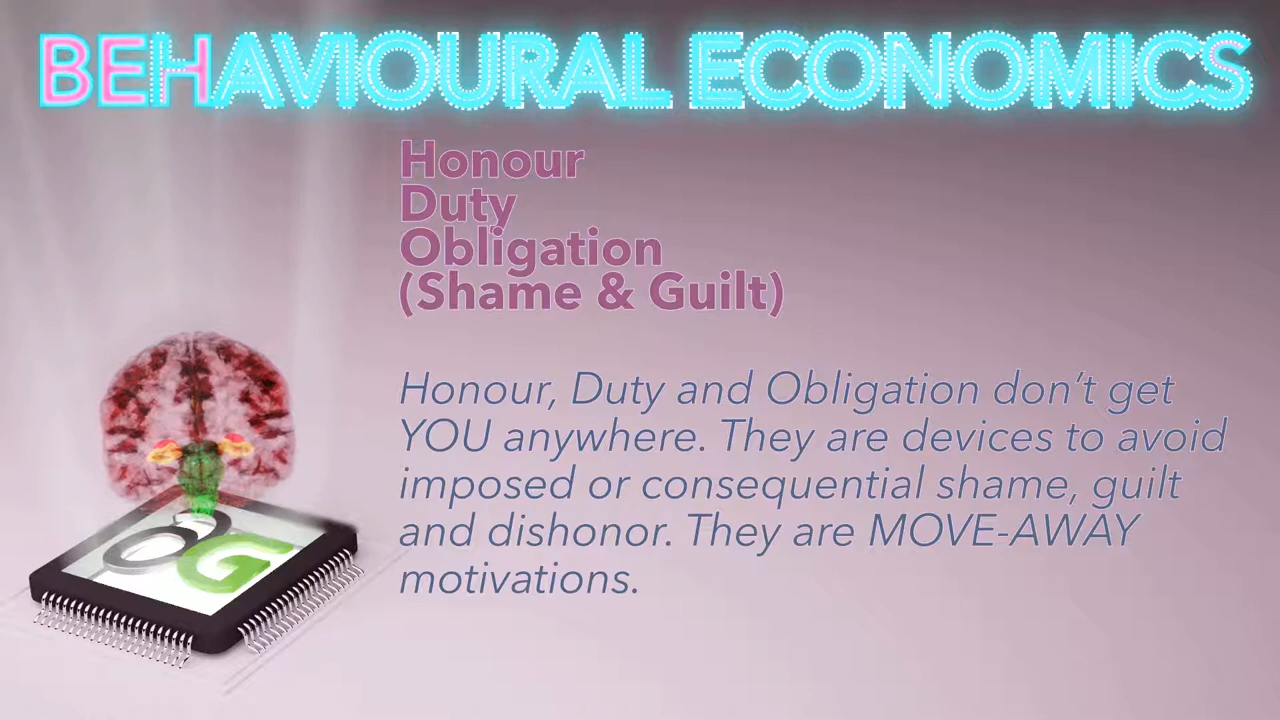 BEHAVIOURAL ECONOMICS
Honour
Duty
Obligation
(Shame & Guilt)
Honour, Duty and Obligation don't get
YOU anywhere. They are devices to avoid
imposed or consequential shame, guilt
and dishonor. They are MOVE-AWAY
motivations.